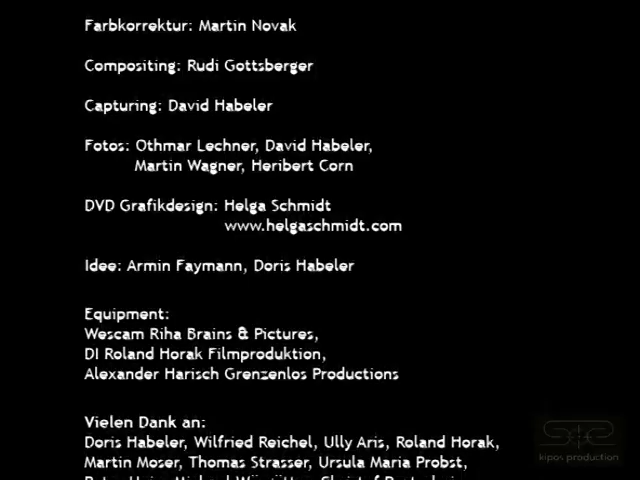 Farbkorrektur: Martin Novak
Compositing: Rudi Gottsberger
Capturing: David Habeler
Fotos: Othmar Lechner, David Habeler,
Martin Wagner, Heribert Corn
DVD Grafikdesign: Helga Schmidt
www.helgaschmidt.com
Idee: Armin Faymann, Doris Habeler
Equipment:
Wescam Riha Brains & Pictures,
DI Roland Horak Filmproduktion,
Alexander Harisch Grenzenlos Productions
Vielen Dank an:
Doris Habeler, Wilfried Reichel, Ully Aris, Roland Horak,
Martin Moser, Thomas Strasser, Ursula Maria Probst,
kipos production